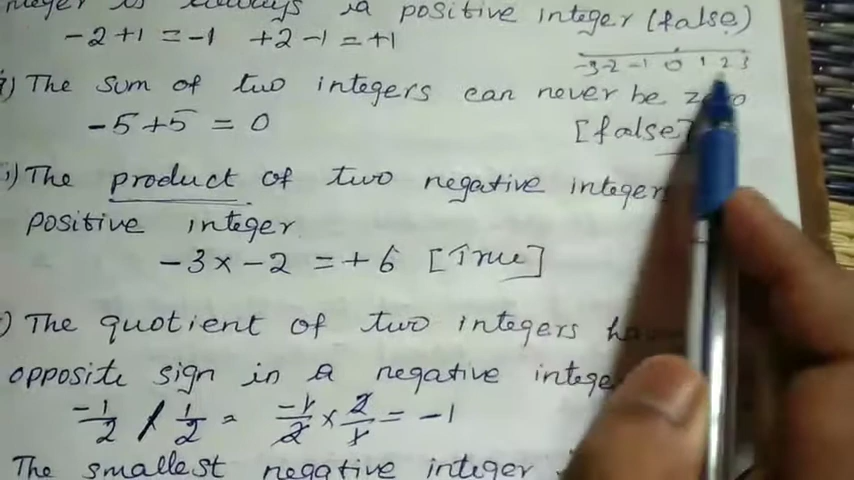 is always is a positive integer (false)
-2+1=-1 +2-1=+1
-3 -2 -1 0 1 2 3
i) The sum of two integers can never be zero
-5+5 = 0 [false]
i) The product of two negative integer
positive integer
-3 x -2 = +6 [True]
) The quotient of two integers
opposite sign in a negative
-1/2 / 1/2 = -1/2 x 2/1 = -1
The smallest negative integer